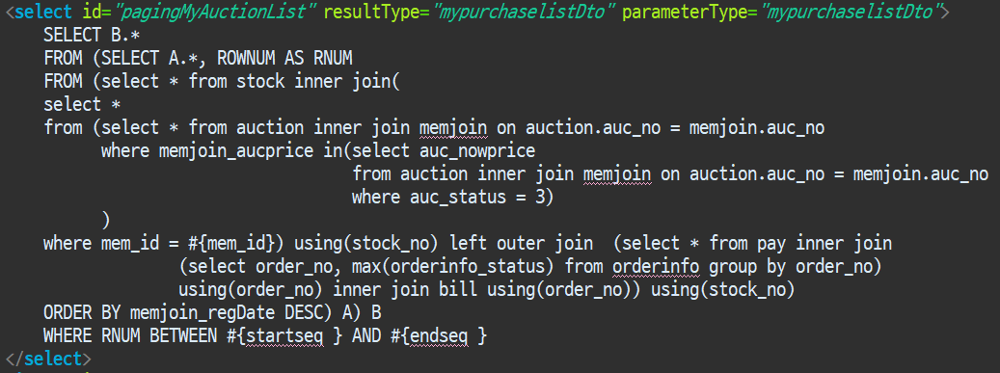 <select id="pagingMyAuctionList" resultType="mypurchaselistDto" parameterType="mypurchaselistDto">
SELECT B.*
FROM (SELECT A.*, ROWNUM AS RNUM
FROM (select * from stock inner join(
select *
from (select * from auction inner join memjoin on auction.auc_no = memjoin.auc_no
where memjoin_aucprice in(select auc_nowprice
from auction inner join memjoin on auction.auc_no = memjoin.auc_no
where auc_status = 3)
)
where mem_id = #{mem_id}) using(stock_no) left outer join  (select * from pay inner join
(select order_no, max(orderinfo_status) from orderinfo group by order_no)
using(order_no) inner join bill using(order_no)) using(stock_no)
ORDER BY memjoin_regDate DESC) A) B
WHERE RNUM BETWEEN #{startseq } AND #{endseq }
</select>